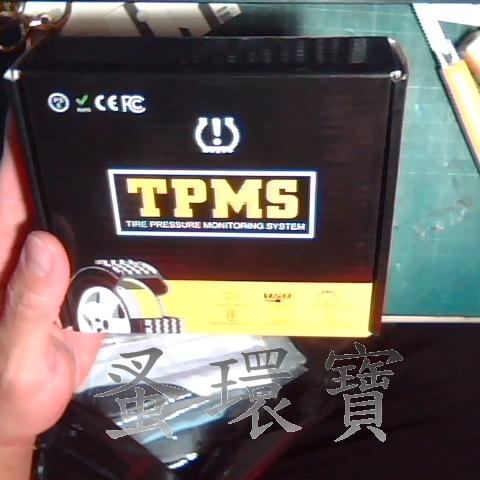 CE FC
TPMS
TIRE PRESSURE MONITORING SYSTEM
蚤環寶